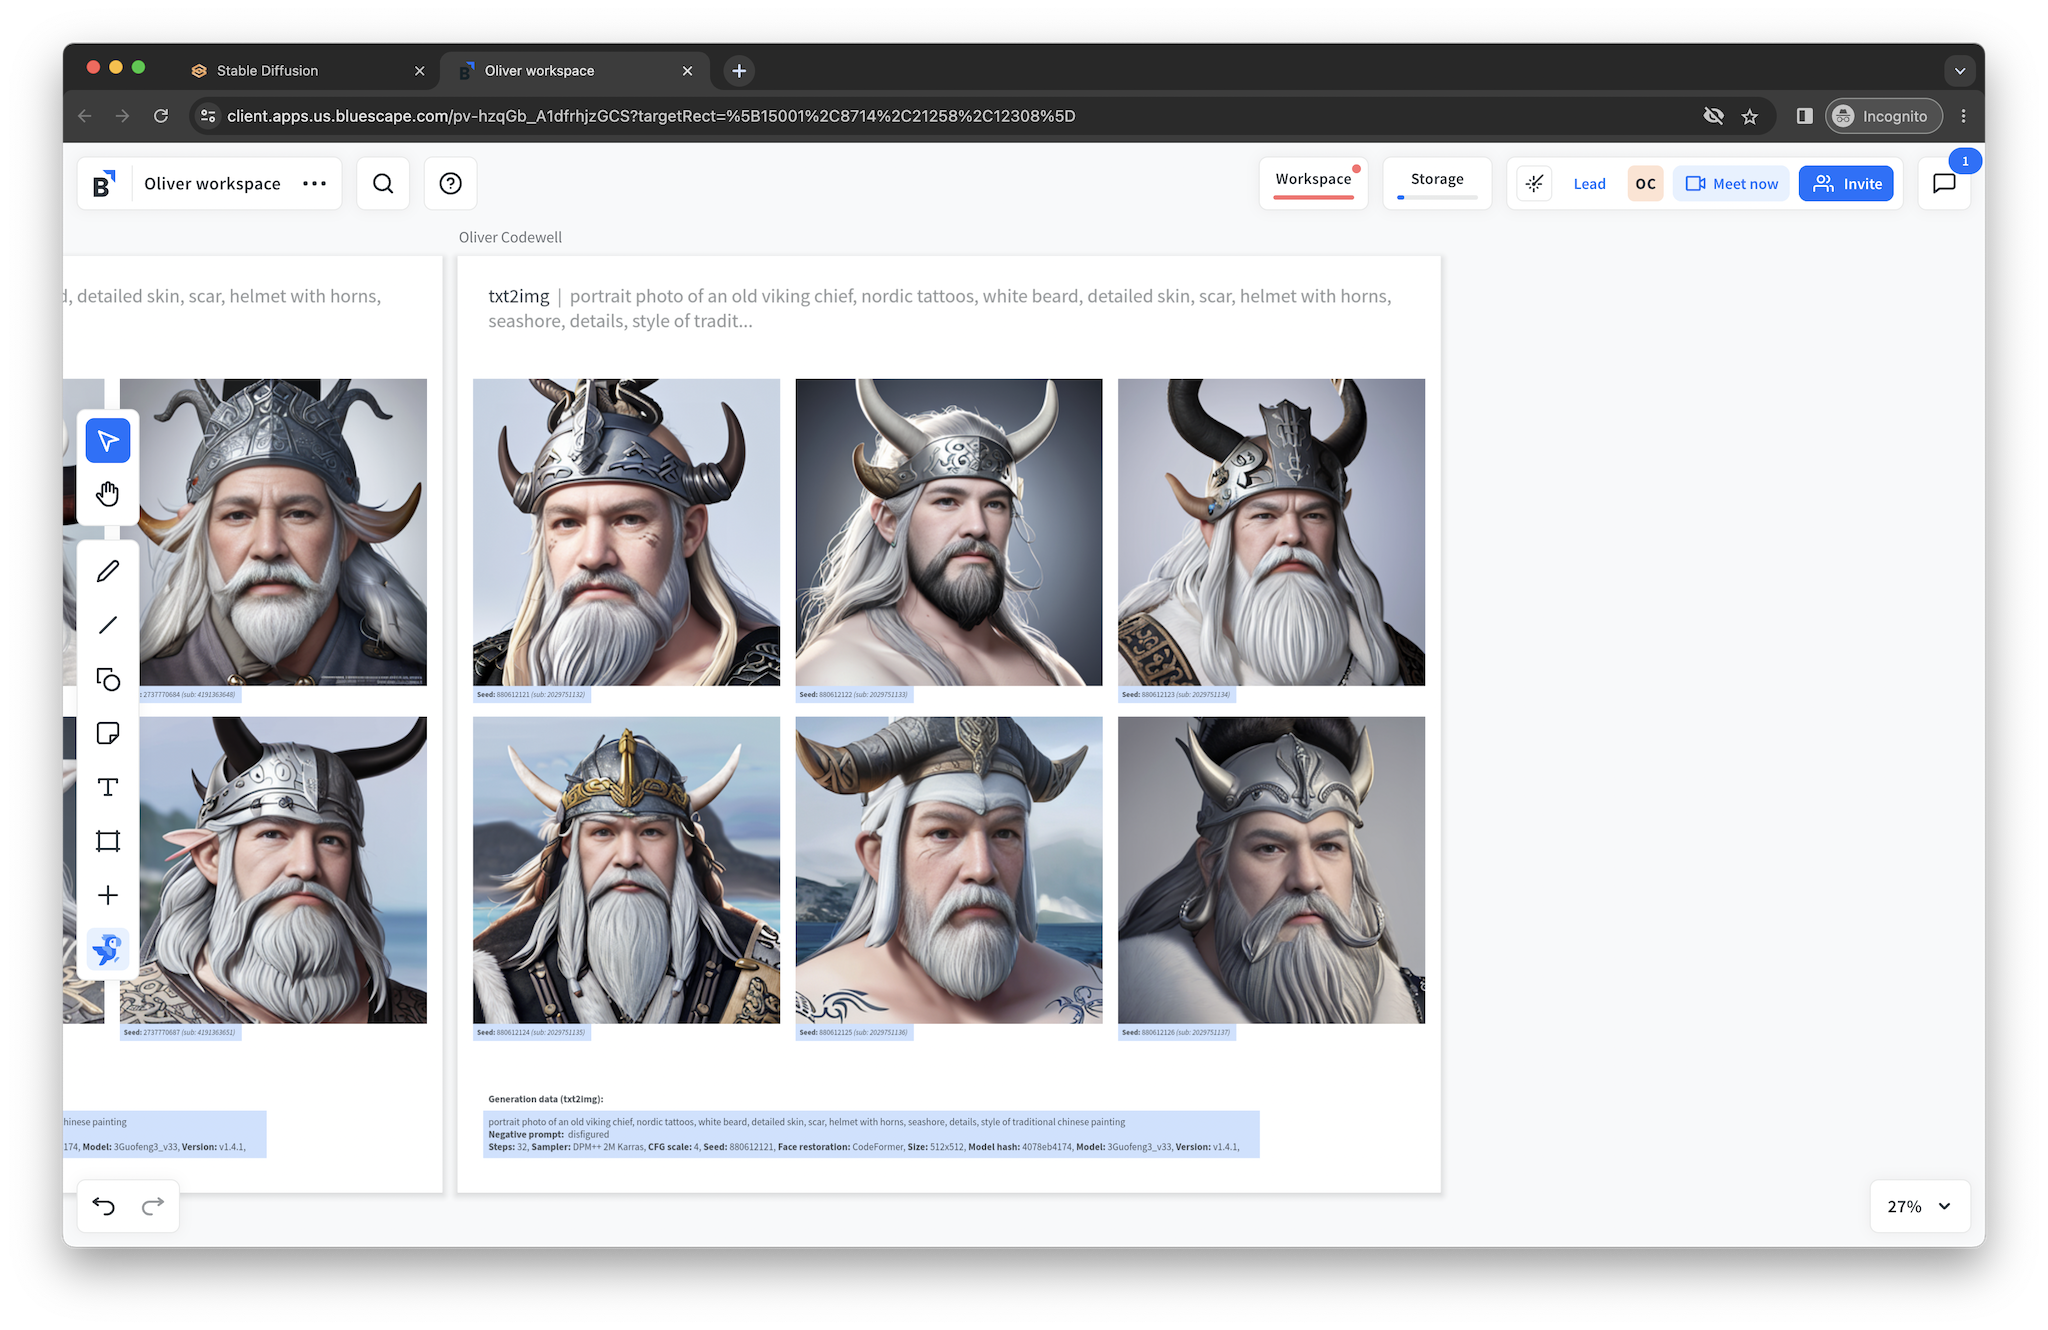 Stable Diffusion
Oliver workspace
client.apps.us.bluescape.com/pv-hzqGb_A1dfrhjzGCS?targetRect=%5B15001%2C8714%2C21258%2C12308%5D
Incognito
Oliver workspace
Workspace
Storage
Lead
OC
Meet now
Invite
1
Oliver Codewell
d, detailed skin, scar, helmet with horns,
txt2img | portrait photo of an old viking chief, nordic tattoos, white beard, detailed skin, scar, helmet with horns,
seashore, details, style of tradit...
: 2737770684 (sub: 4191363648)
Seed: 880612121 (sub: 2029751132)
Seed: 880612122 (sub: 2029751133)
Seed: 880612123 (sub: 2029751134)
Seed: 2737770687 (sub: 4191363651)
Seed: 880612124 (sub: 2029751135)
Seed: 880612125 (sub: 2029751136)
Seed: 880612126 (sub: 2029751137)
hinese painting
174, Model: 3Guofeng3_v33, Version: v1.4.1,
Generation data (txt2img):
portrait photo of an old viking chief, nordic tattoos, white beard, detailed skin, scar, helmet with horns, seashore, details, style of traditional chinese painting
Negative prompt: disfigured
Steps: 32, Sampler: DPM++ 2M Karras, CFG scale: 4, Seed: 880612121, Face restoration: CodeFormer, Size: 512x512, Model hash: 4078eb4174, Model: 3Guofeng3_v33, Version: v1.4.1,
27%